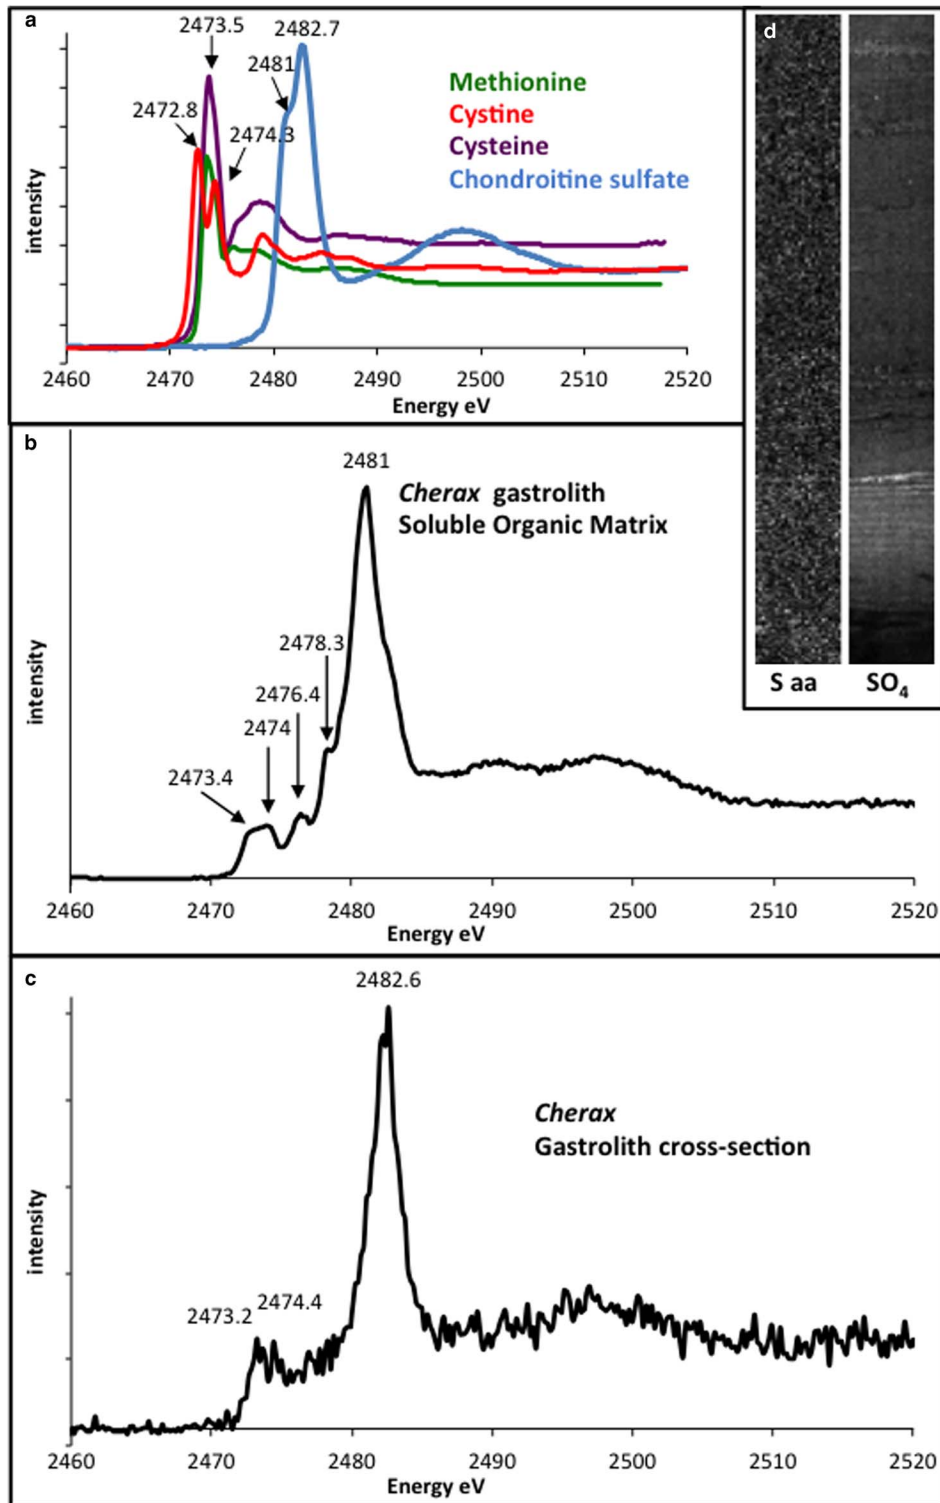 a
2473.5
2482.7
2481
2472.8
2474.3
Methionine
Cystine
Cysteine
Chondroitine sulfate
intensity
2460 2470 2480 2490 2500 2510 2520
Energy eV
d
S aa SO4
b
2481
Cherax gastrolith
Soluble Organic Matrix
2478.3
2476.4
2474
2473.4
intensity
2460 2470 2480 2490 2500 2510 2520
Energy eV
c
2482.6
Cherax
Gastrolith cross-section
2473.2 2474.4
intensity
2460 2470 2480 2490 2500 2510 2520
Energy eV